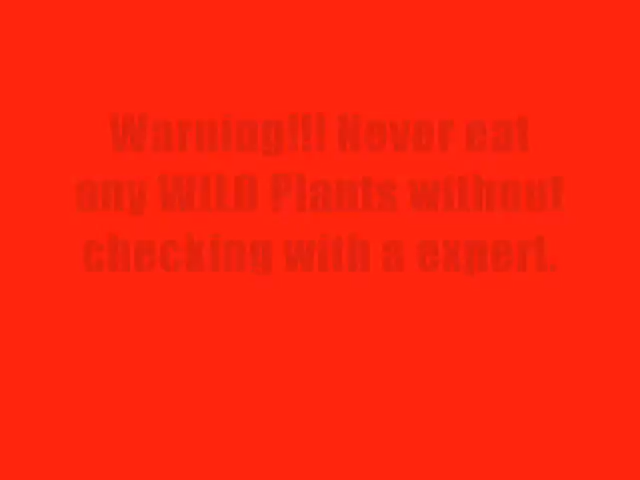 Warning!!! Never eat
any WILD Plants without
checking with a expert.